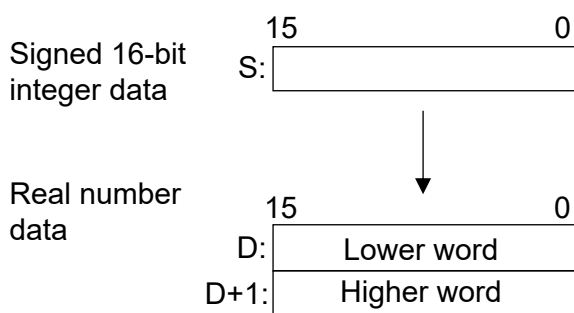 15 0
Signed 16-bit
integer data
S:
Real number
data
15 0
D: Lower word
D+1: Higher word